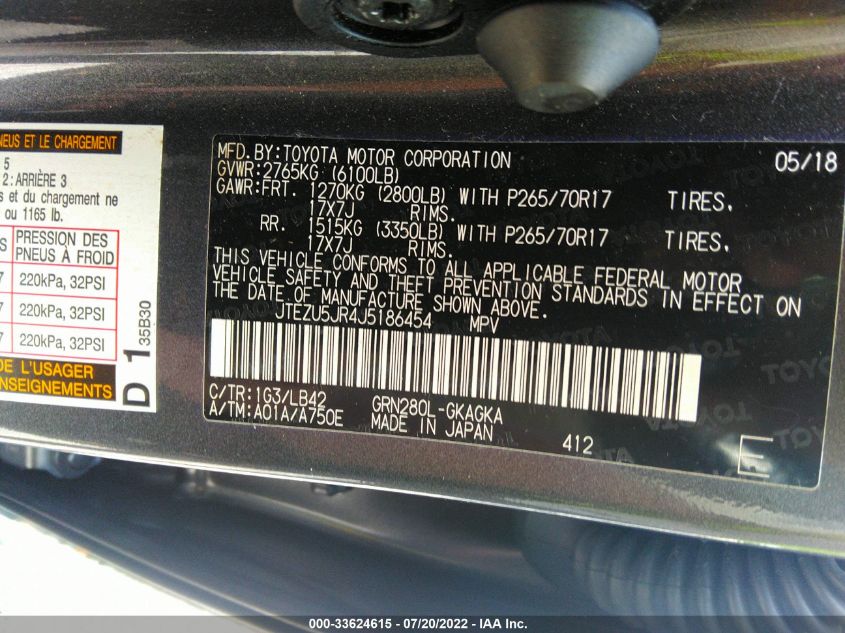 NEUS ET LE CHARGEMENT
5
2: ARRIÈRE 3
s et du chargement ne
ou 1165 lb.
S PRESSION DES PNEUS À FROID
7 220kPa, 32PSI
7 220kPa, 32PSI
7 220kPa, 32PSI
DE L'USAGER
ENSEIGNEMENTS
D 1 35B30
MFD.BY:TOYOTA MOTOR CORPORATION 05/18
GVWR:2765KG (6100LB)
GAWR:FRT. 1270KG (2800LB) WITH P265/70R17 TIRES,
17X7J RIMS.
RR. 1515KG (3350LB) WITH P265/70R17 TIRES,
17X7J RIMS.
THIS VEHICLE CONFORMS TO ALL APPLICABLE FEDERAL MOTOR
VEHICLE SAFETY AND THEFT PREVENTION STANDARDS IN EFFECT ON
THE DATE OF MANUFACTURE SHOWN ABOVE.
JTEZU5JR4J5186454 MPV
C/TR:1G3/LB42 GRN280L-GKAGKA
A/TM:A01A/A750E MADE IN JAPAN
412
E
000-33624615 - 07/20/2022 - IAA Inc.